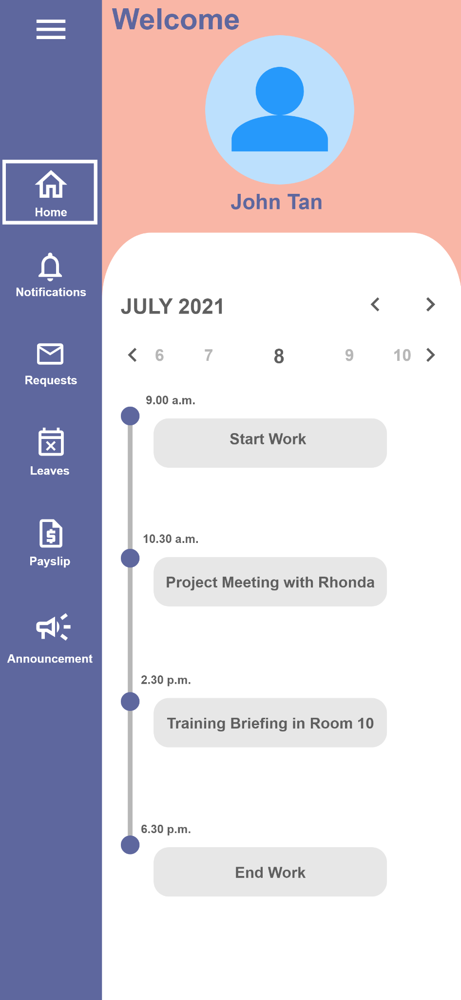 Welcome
John Tan
Home
Notifications
Requests
Leaves
Payslip
Announcement
JULY 2021
6 7 8 9 10
9.00 a.m.
Start Work
10.30 a.m.
Project Meeting with Rhonda
2.30 p.m.
Training Briefing in Room 10
6.30 p.m.
End Work